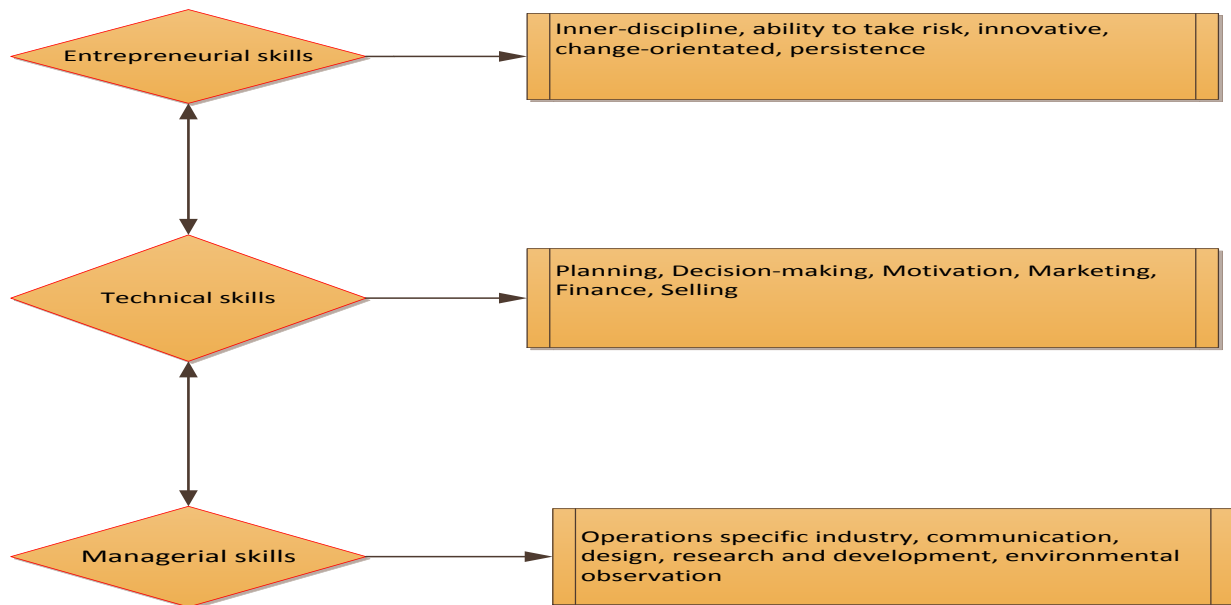 Entrepreneurial skills
Inner-discipline, ability to take risk, innovative,
change-orientated, persistence
Technical skills
Planning, Decision-making, Motivation, Marketing,
Finance, Selling
Managerial skills
Operations specific industry, communication,
design, research and development, environmental
observation